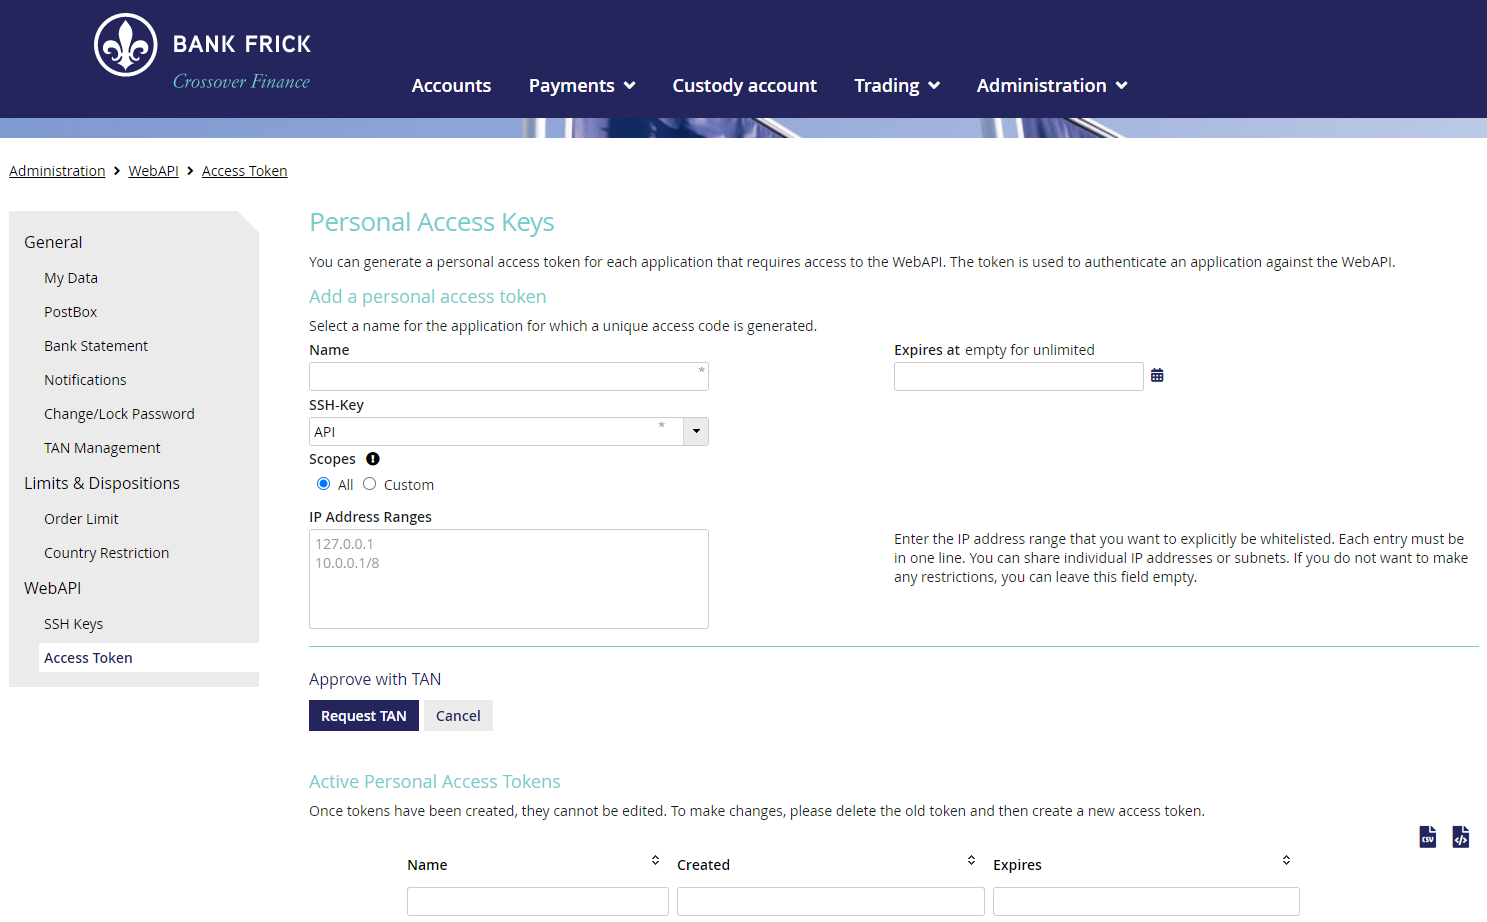 BANK FRICK
Crossover Finance
Accounts Payments Custody account Trading Administration
Administration WebAPI Access Token
General
My Data
PostBox
Bank Statement
Notifications
Change/Lock Password
TAN Management
Limits & Dispositions
Order Limit
Country Restriction
WebAPI
SSH Keys
Access Token
Personal Access Keys
You can generate a personal access token for each application that requires access to the WebAPI. The token is used to authenticate an application against the WebAPI.
Add a personal access token
Select a name for the application for which a unique access code is generated.
Name
*
Expires at empty for unlimited
SSH-Key
API *
Scopes
All Custom
IP Address Ranges
127.0.0.1
10.0.0.1/8
Enter the IP address range that you want to explicitly be whitelisted. Each entry must be
in one line. You can share individual IP addresses or subnets. If you do not want to make
any restrictions, you can leave this field empty.
Approve with TAN
Request TAN Cancel
Active Personal Access Tokens
Once tokens have been created, they cannot be edited. To make changes, please delete the old token and then create a new access token.
CSV </>
Name Created Expires